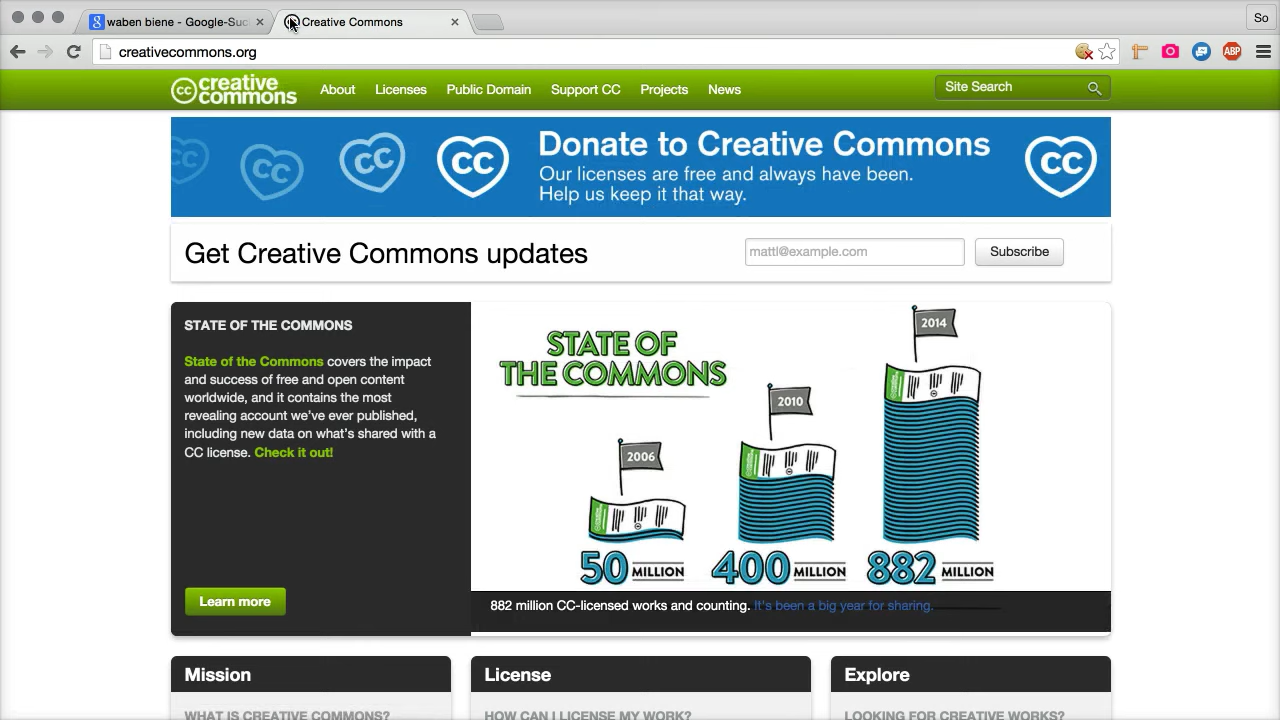 waben biene - Google-Suc
Creative Commons
So
creativecommons.org
ABP
cc creative commons
About Licenses Public Domain Support CC Projects News
Site Search
CC CC CC CC CC
Donate to Creative Commons
Our licenses are free and always have been.
Help us keep it that way.
Get Creative Commons updates
mattl@example.com
Subscribe
STATE OF THE COMMONS
State of the Commons covers the impact
and success of free and open content
worldwide, and it contains the most
revealing account we've ever published,
including new data on what's shared with a
CC license. Check it out!
Learn more
STATE OF
THE COMMONS
2006
2010
2014
50 MILLION
400 MILLION
882 MILLION
882 million CC-licensed works and counting. It's been a big year for sharing.
Mission
License
Explore
WHAT IS CREATIVE COMMONS?
HOW CAN I LICENSE MY WORK?
LOOKING FOR CREATIVE WORKS?